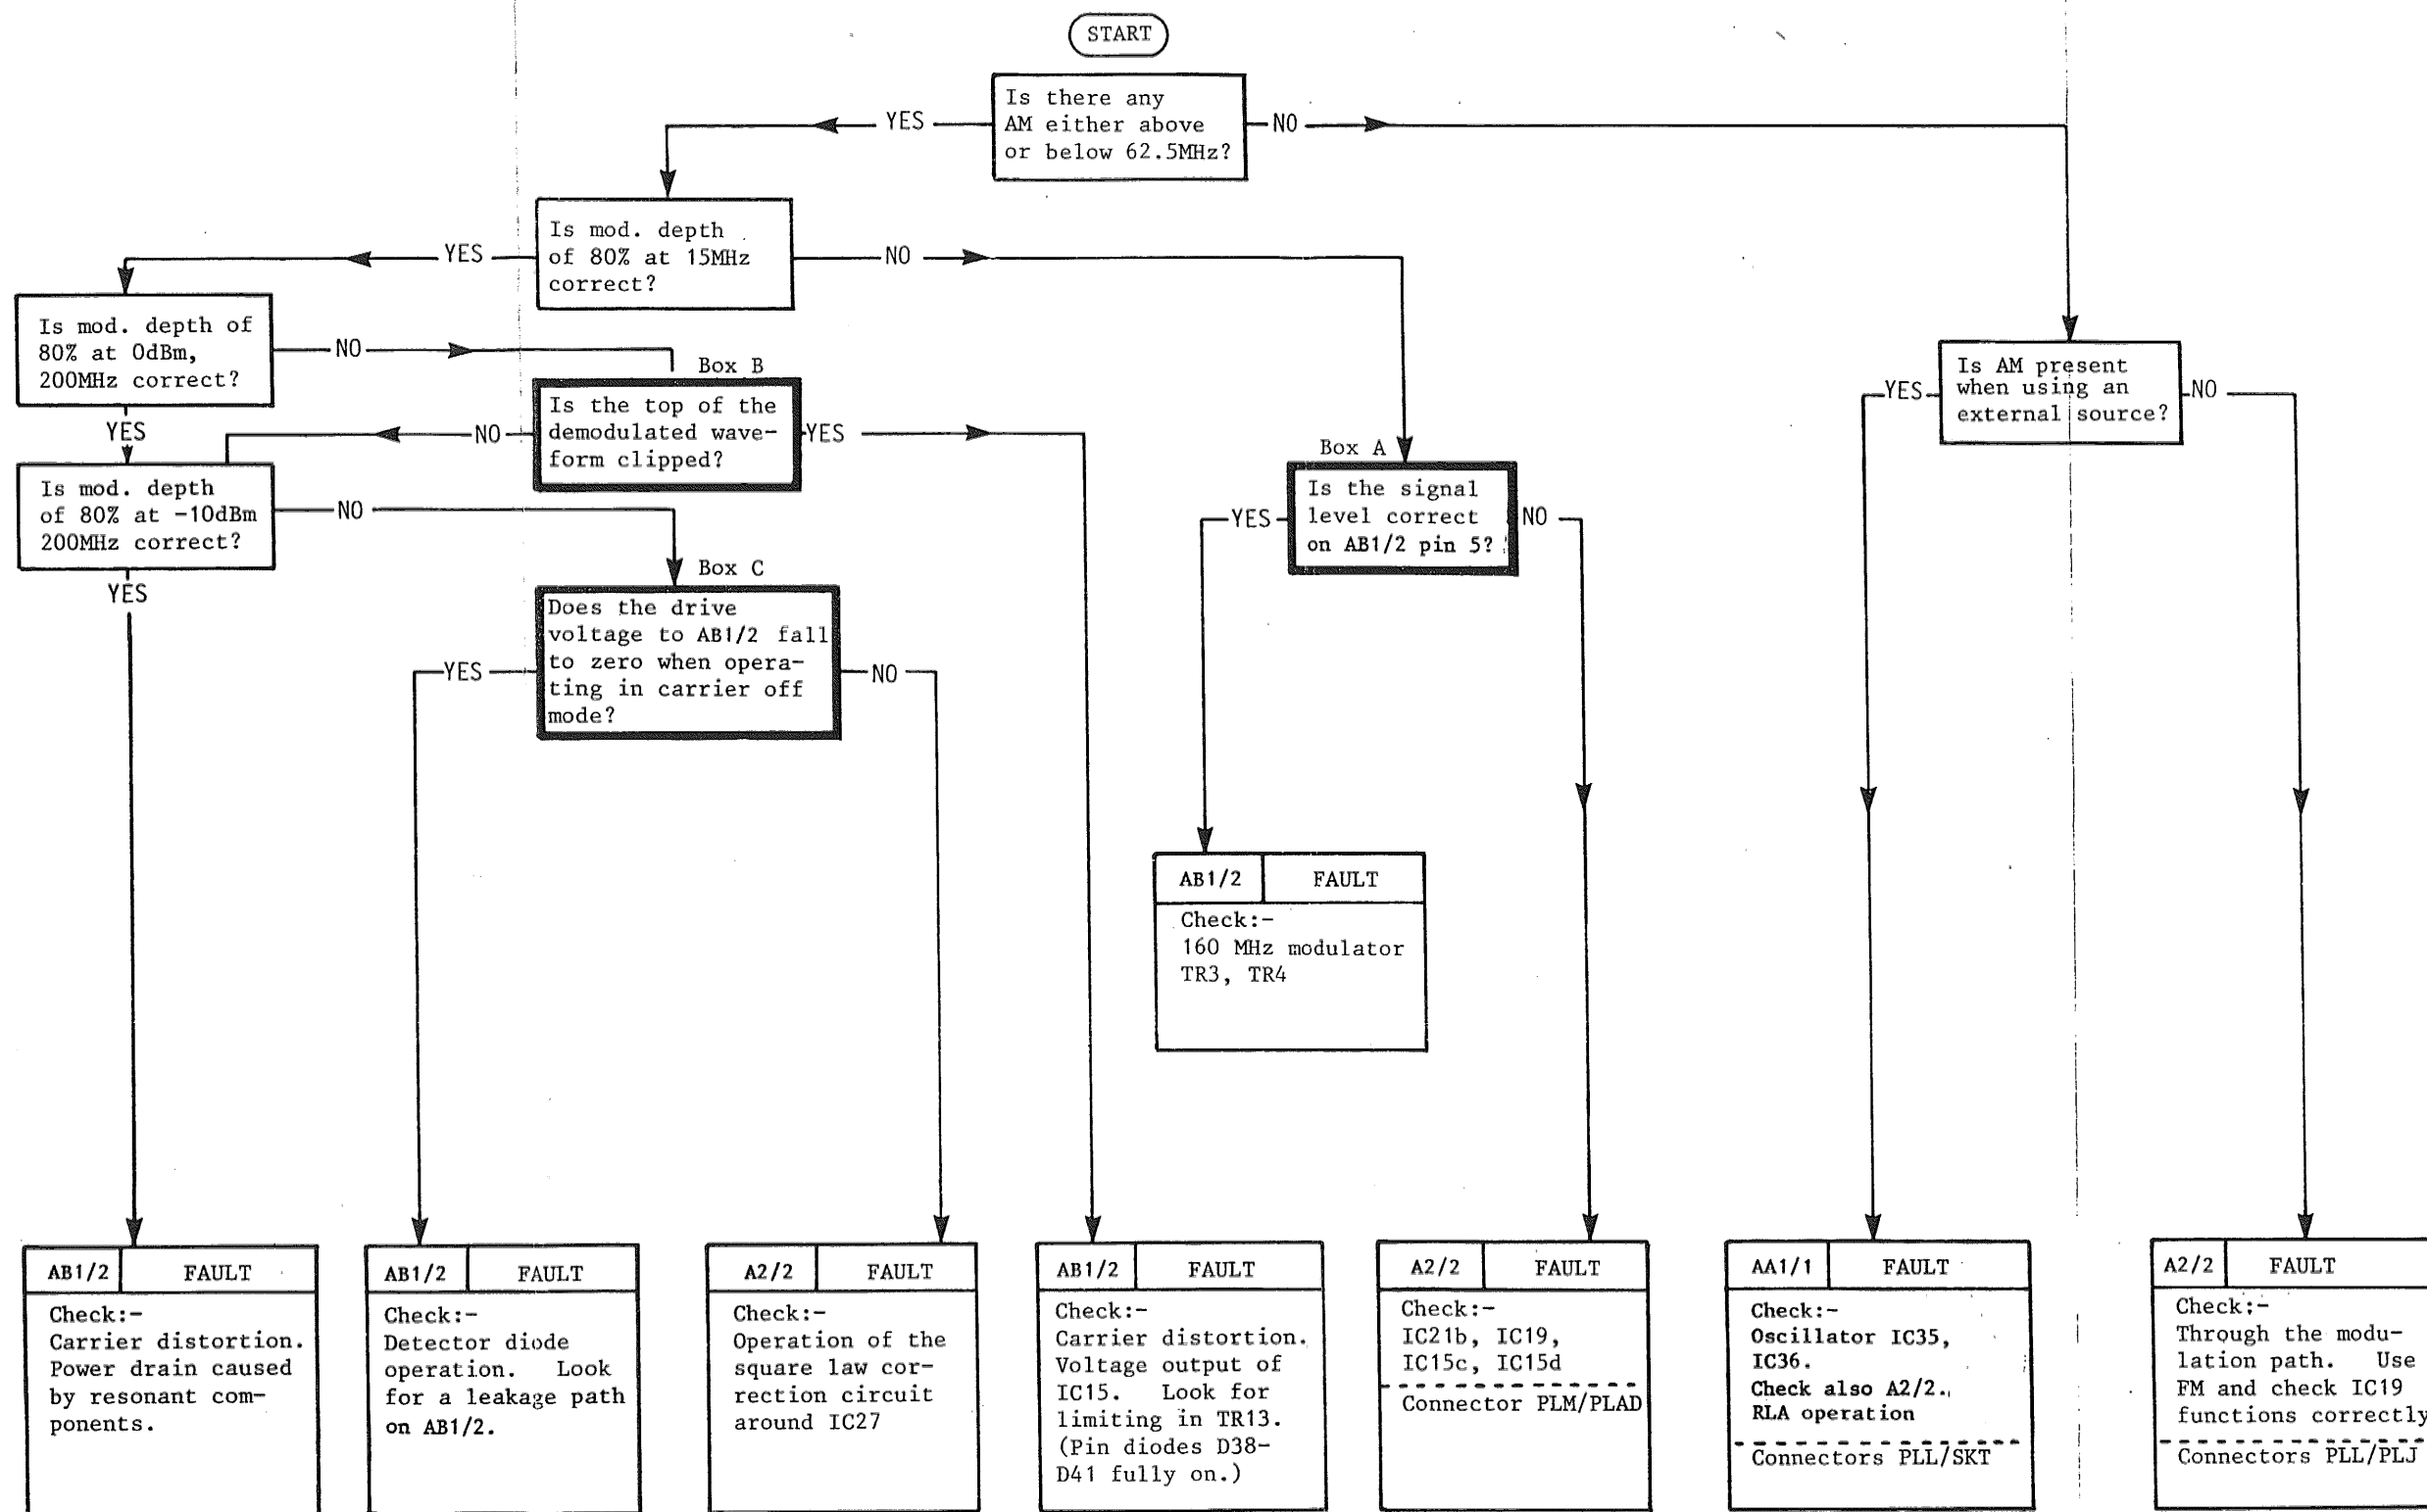 START
Is there any
AM either above
or below 62.5MHz?
YES
NO
Is mod. depth
of 80% at 15MHz
correct?
YES
NO
Is mod. depth of
80% at 0dBm,
200MHz correct?
NO
YES
Box B
Is the top of the
demodulated wave-
form clipped?
NO
YES
Is AM present
when using an
external source?
YES
NO
Box A
Is the signal
level correct
on AB1/2 pin 5?
YES
NO
Is mod. depth
of 80% at -10dBm
200MHz correct?
NO
YES
Box C
Does the drive
voltage to AB1/2 fall
to zero when opera-
ting in carrier off
mode?
YES
NO
AB1/2
FAULT
Check:-
160 MHz modulator
TR3, TR4
AB1/2
FAULT
Check:-
Carrier distortion.
Power drain caused
by resonant com-
ponents.
AB1/2
FAULT
Check:-
Detector diode
operation. Look
for a leakage path
on AB1/2.
A2/2
FAULT
Check:-
Operation of the
square law cor-
rection circuit
around IC27
AB1/2
FAULT
Check:-
Carrier distortion.
Voltage output of
IC15. Look for
limiting in TR13.
(Pin diodes D38-
D41 fully on.)
A2/2
FAULT
Check:-
IC21b, IC19,
IC15c, IC15d
Connector PLM/PLAD
AA1/1
FAULT
Check:-
Oscillator IC35,
IC36.
Check also A2/2.
RLA operation
Connectors PLL/SKT
A2/2
FAULT
Check:-
Through the modu-
lation path. Use
FM and check IC19
functions correctly
Connectors PLL/PLJ